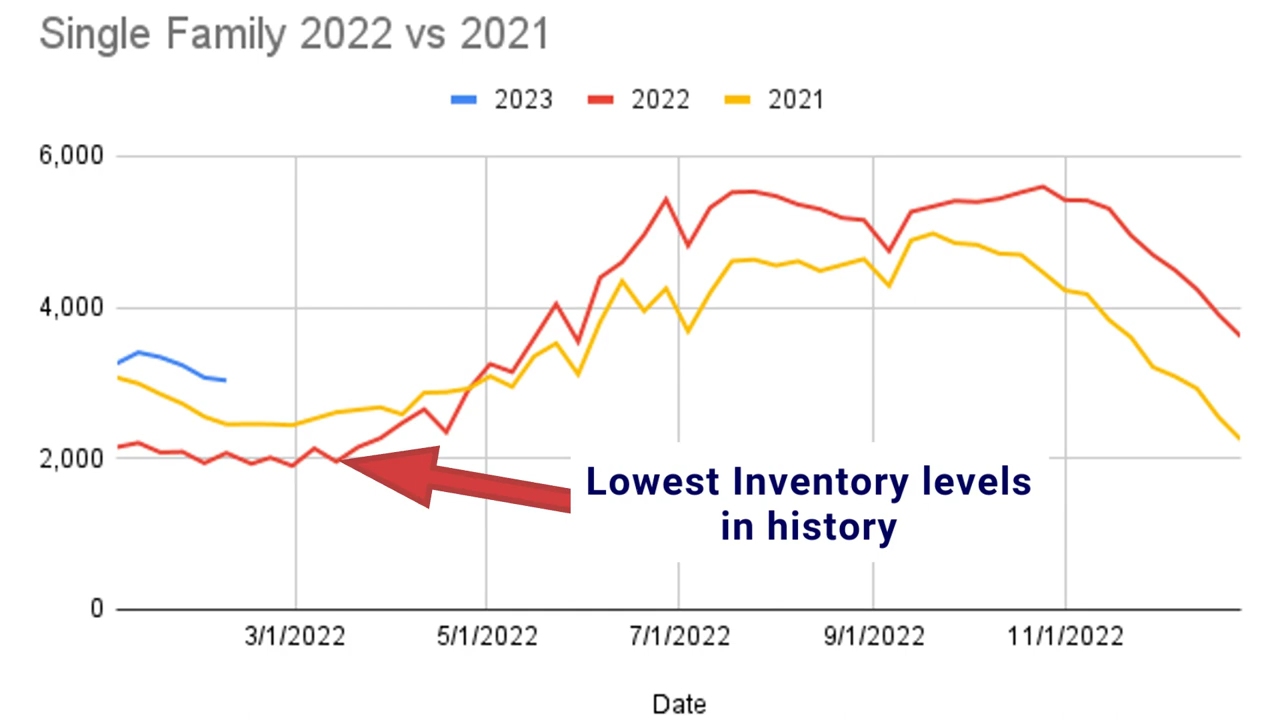 Single Family 2022 vs 2021
2023 2022 2021
6,000
4,000
2,000
Lowest Inventory levels
in history
0
3/1/2022 5/1/2022 7/1/2022 9/1/2022 11/1/2022
Date